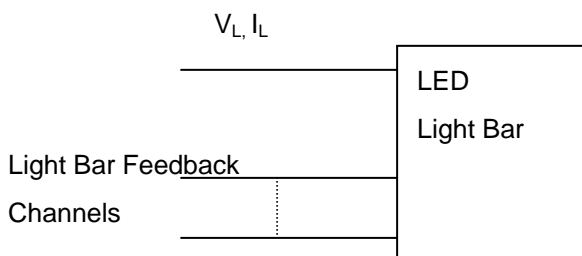 VL, IL
LED
Light Bar
Light Bar Feedback
Channels